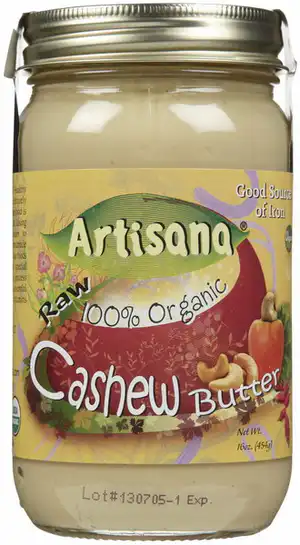 Good Source
of Iron
Artisana®
Raw
100% Organic
Cashew Butter
Net Wt.
16oz. (454g)
Lot#130705-1 Exp.